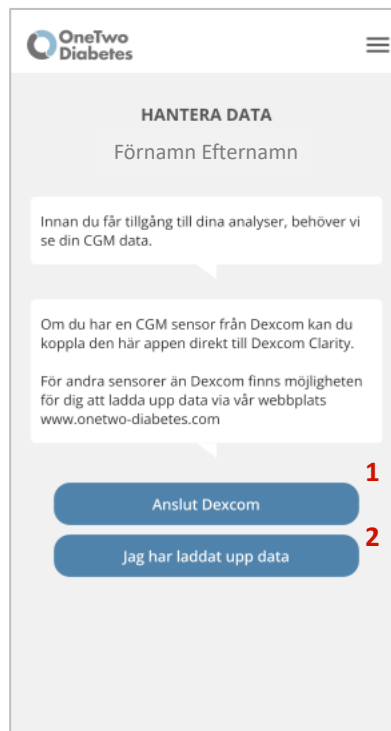 OneTwo
Diabetes
HANTERA DATA
Förnamn Efternamn
Innan du får tillgång till dina analyser, behöver vi
se din CGM data.
Om du har en CGM sensor från Dexcom kan du
koppla den här appen direkt till Dexcom Clarity.
För andra sensorer än Dexcom finns möjligheten
för dig att ladda upp data via vår webbplats
www.onetwo-diabetes.com
1
Anslut Dexcom
2
Jag har laddat upp data